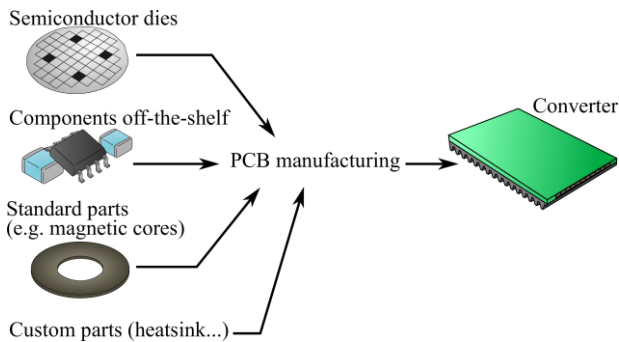 Semiconductor dies
Components off-the-shelf
Standard parts
(e.g. magnetic cores)
Custom parts (heatsink...)
PCB manufacturing
Converter